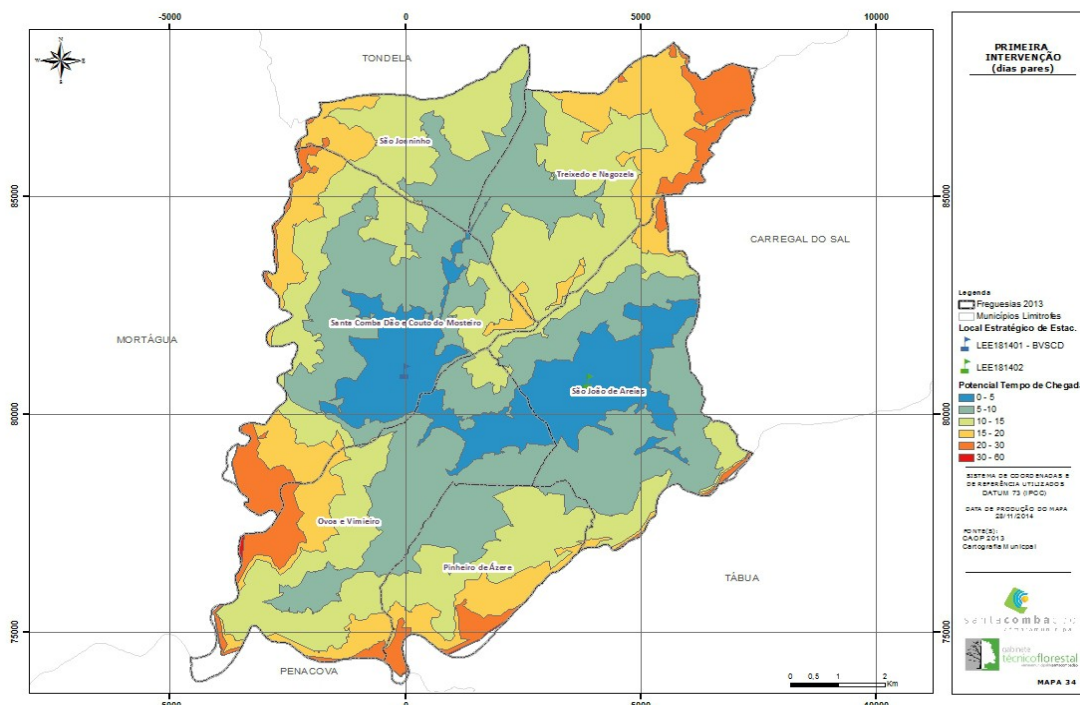 -5000 0 5000 10000
PRIMEIRA
INTERVENÇÃO
(dias pares)
TONDELA
São Joaninho
Treixedo e Nagozela
85000 85000
CARREGAL DO SAL
Legenda
Freguesias 2013
Municípios Limítrofes
Local Estratégico de Estac.
LEE181401 - BVSCD
LEE181402
Potencial Tempo de Chegada
0 - 5
5 -10
10 - 15
15 - 20
20 - 30
30 - 60
Santa Comba Dão e Couto do Mosteiro
MORTÁGUA
São João de Areias
80000 80000
SISTEMA DE COORDENADAS E
DE REFERÊNCIA UTILIZADOS
DATUM 73 (IPCC)
DATA DE PRODUÇÃO DO MAPA
28/11/2014
FONTE(S):
CAOP 2013
Cartografia Municipal
Ovoa e Vimieiro
Pinheiro de Ázere
TÁBUA
75000 75000
PENACOVA
santacombadão
gabinete
técnicoflorestal
0 0,5 1 2
Km
MAPA 34
-5000 0 5000 10000